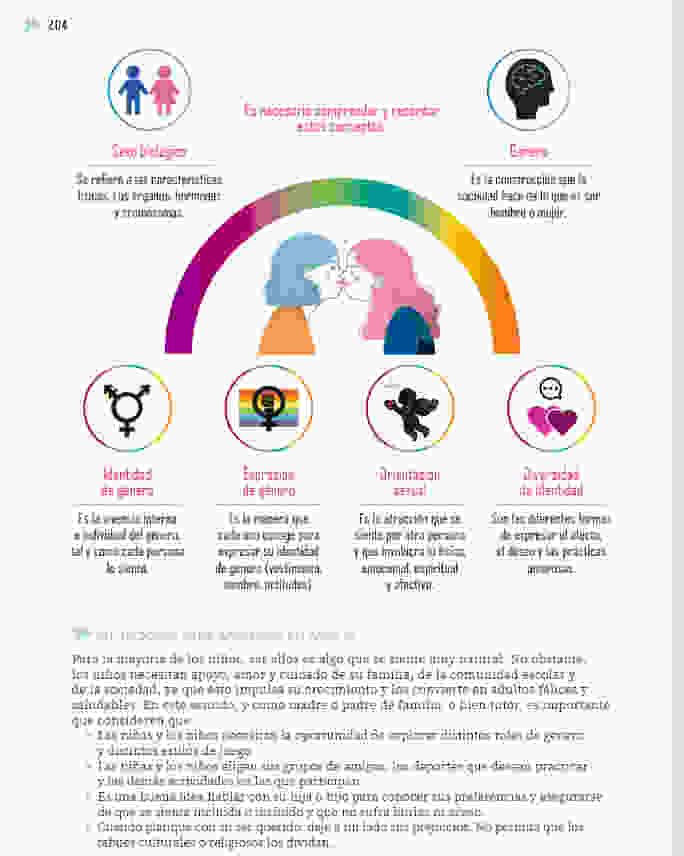 204
Es necesario comprender y recordar
estos conceptos
Sexo biológico
Se refiere a las características
físicas. Los órganos, hormonas
y cromosomas.
Género
Es la construcción que la
sociedad hace de lo que es ser
hombre o mujer.
Identidad
de género
Es la vivencia interna
e individual del género,
tal y como cada persona
lo siente.
Expresión
de género
Es la manera que
cada uno escoge para
expresar su identidad
de género (vestimenta,
nombre, actitudes)
Orientación
sexual
Es la atracción que se
siente por otra persona
y que involucra lo físico,
emocional, espiritual
y afectivo.
Diversidad
de identidad
Son las diferentes formas
de expresar el afecto,
el deseo y las prácticas
amorosas.
Para la mayoría de los niños, ser ellos es algo que se siente muy natural. No obstante,
los niños necesitan apoyo, amor y cuidado de su familia, de la comunidad escolar y
de la sociedad, ya que esto impulsa su crecimiento y los convierte en adultos felices y
saludables. En este sentido, y como madre o padre de familia, o bien tutor, es importante
que consideren que:
Las niñas y los niños necesitan la oportunidad de explorar distintos roles de género
y distintos estilos de juego.
Las niñas y los niños elijan sus grupos de amigos, los deportes que desean practicar
y las demás actividades en las que participan.
Es una buena idea hablar con su hija o hijo para conocer sus preferencias y asegurarse
de que se sienta incluida o incluido y que no sufra burlas ni acoso.
Cuando platique con su ser querido, deje a un lado sus prejuicios. No permita que los
tabúes culturales o religiosos los dividan.